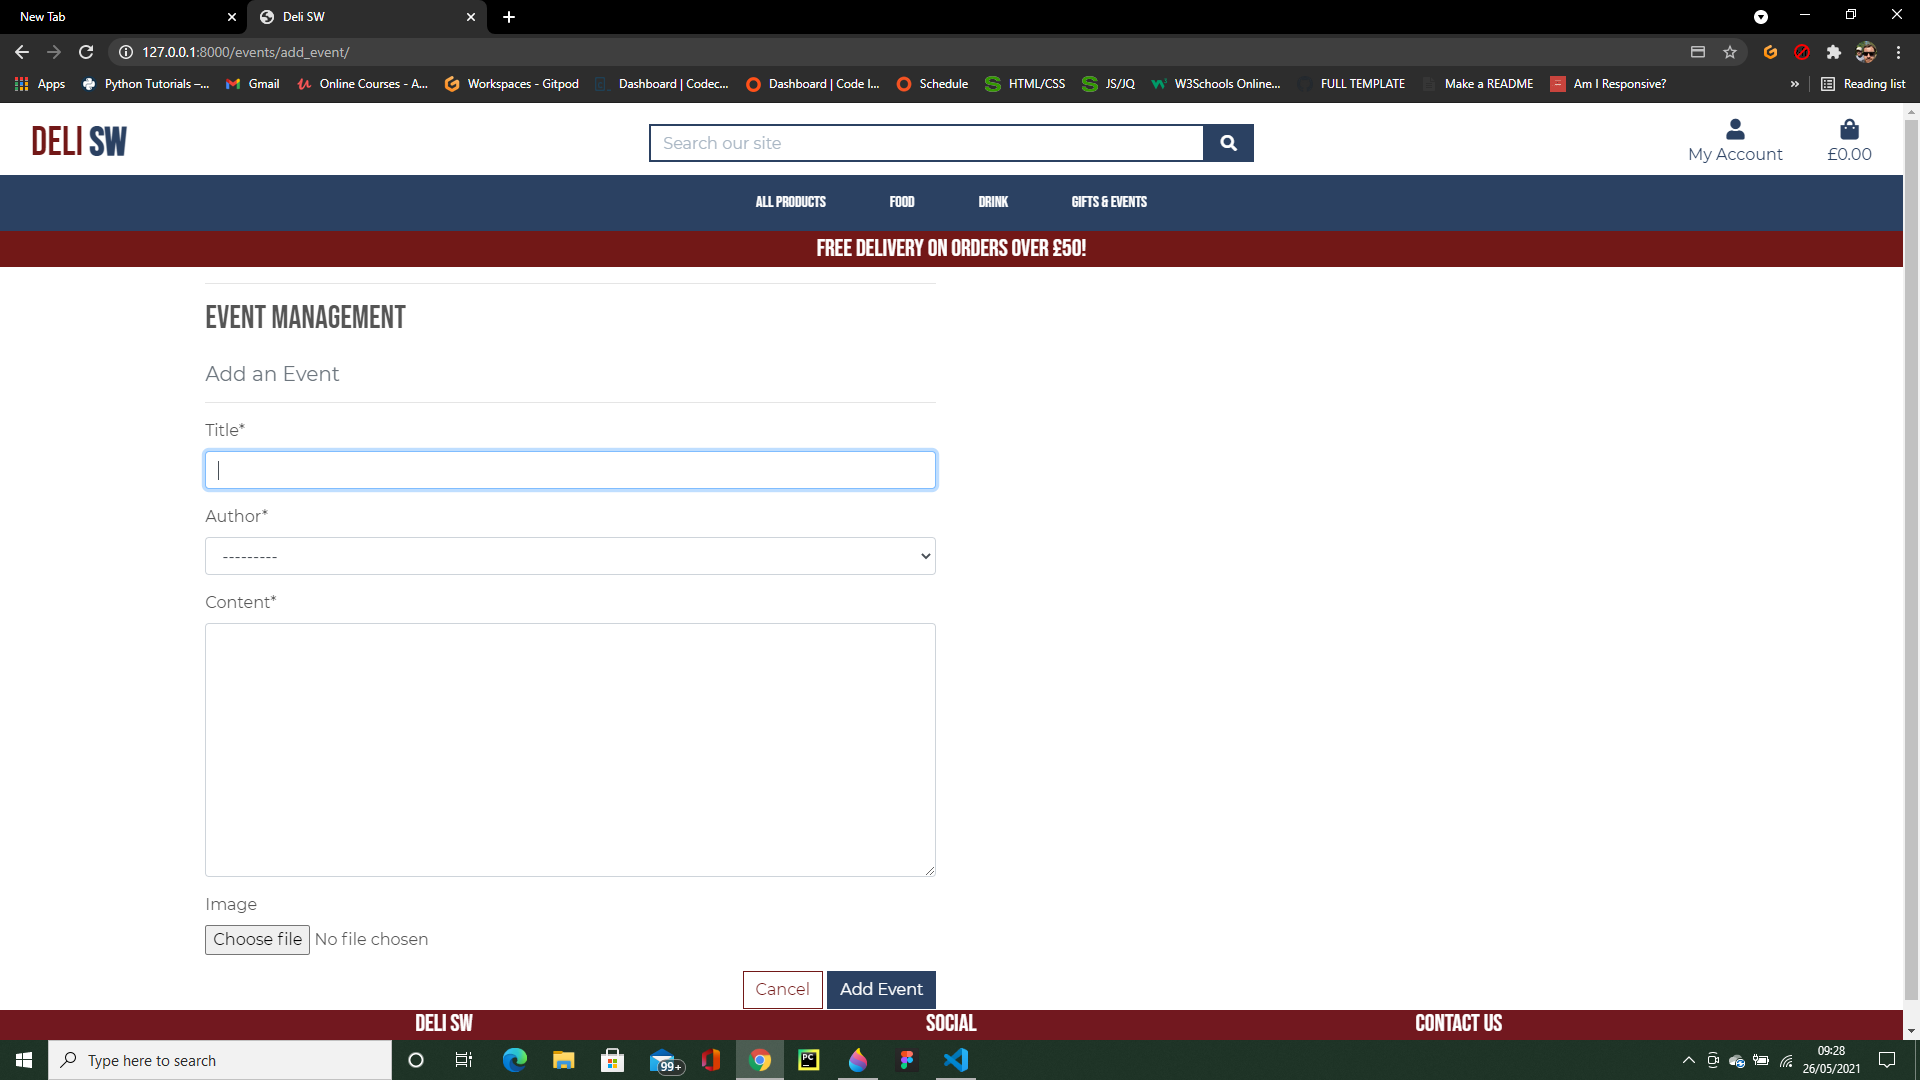 New Tab
Deli SW
127.0.0.1:8000/events/add_event/
Apps
Python Tutorials –...
Gmail
Online Courses - A...
Workspaces - Gitpod
Dashboard | Codec...
Dashboard | Code I...
Schedule
HTML/CSS
JS/JQ
W3Schools Online...
FULL TEMPLATE
Make a README
Am I Responsive?
»
Reading list
DELI SW
Search our site
My Account
£0.00
ALL PRODUCTS
FOOD
DRINK
GIFTS & EVENTS
FREE DELIVERY ON ORDERS OVER £50!
EVENT MANAGEMENT
Add an Event
Title*
Author*
---------
Content*
Image
Choose file No file chosen
Cancel
Add Event
DELI SW
SOCIAL
CONTACT US
Type here to search
99+
PC
09:28
26/05/2021